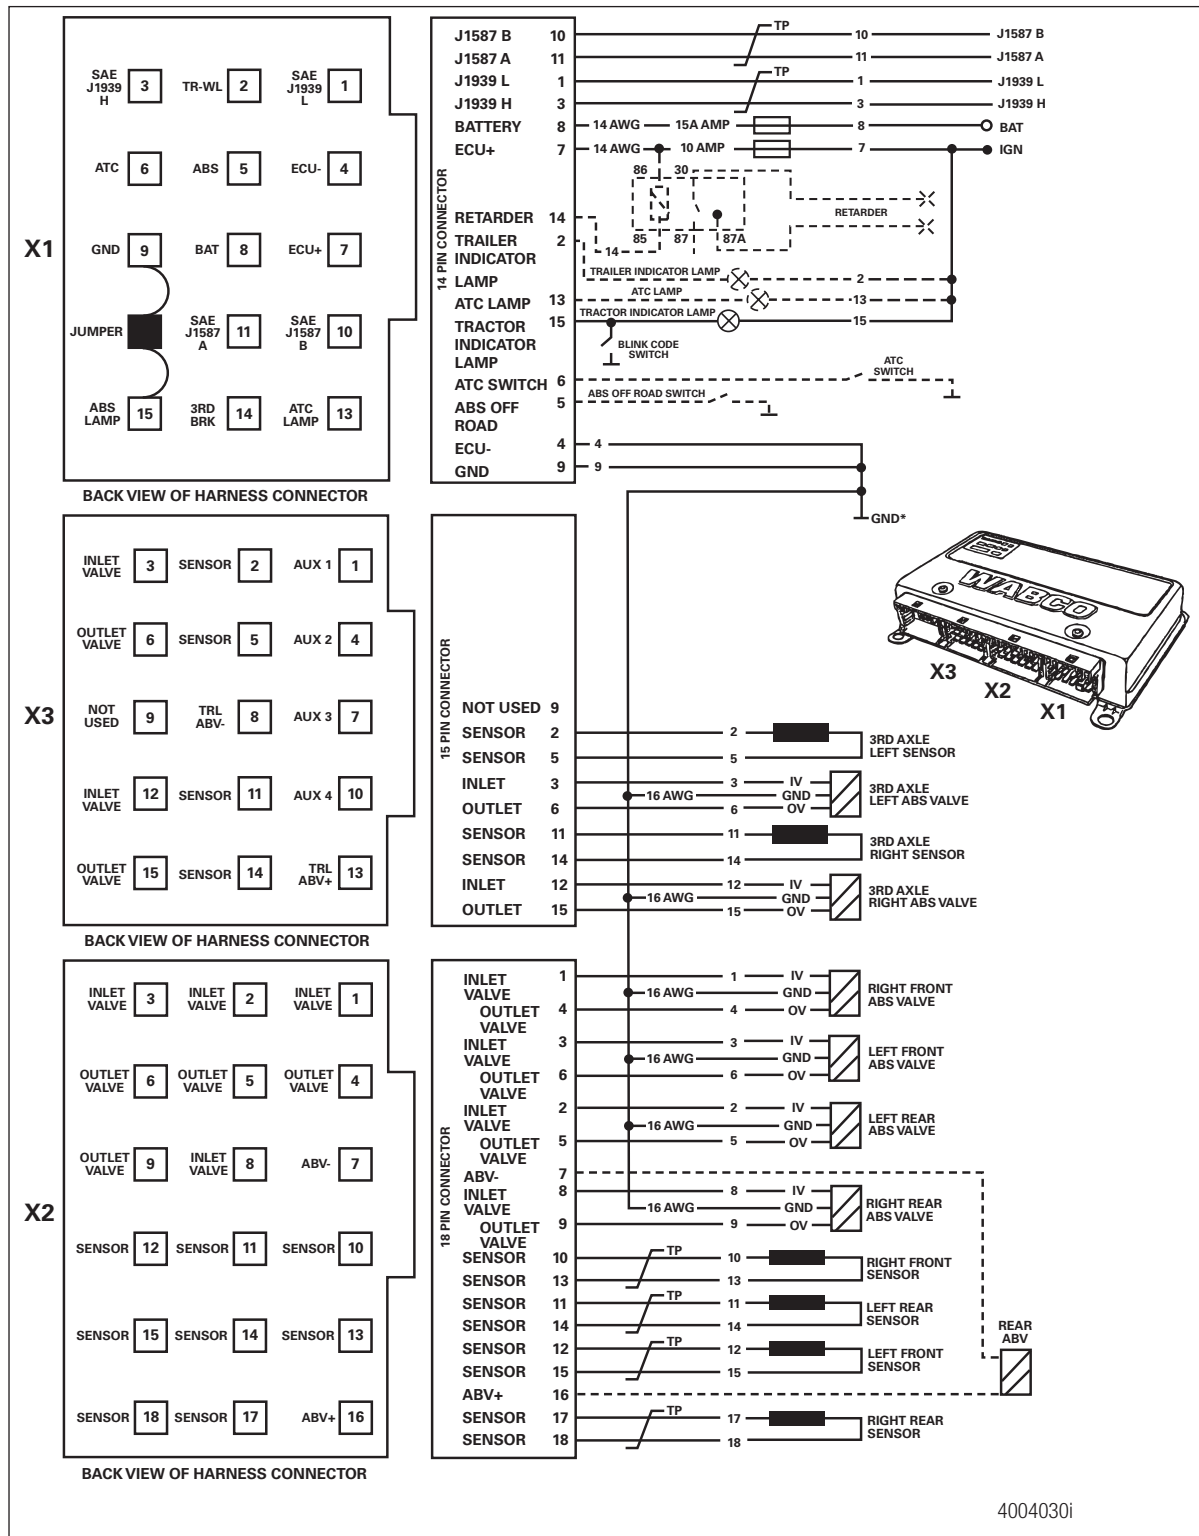 SAE J1939 H 3
TR-WL 2
SAE J1939 L 1
ATC 6
ABS 5
ECU- 4
X1
GND 9
BAT 8
ECU+ 7
JUMPER
SAE J1587 A 11
SAE J1587 B 10
ABS LAMP 15
3RD BRK 14
ATC LAMP 13
BACK VIEW OF HARNESS CONNECTOR
14 PIN CONNECTOR
J1587 B 10 TP 10 J1587 B
J1587 A 11 11 J1587 A
J1939 L 1 TP 1 J1939 L
J1939 H 3 3 J1939 H
BATTERY 8 14 AWG 15A AMP 8 BAT
ECU+ 7 14 AWG 10 AMP 7 IGN
86 30
RETARDER 14 RETARDER
85 87 87A
14
TRAILER INDICATOR LAMP 2 TRAILER INDICATOR LAMP 2
ATC LAMP 13 ATC LAMP 13
TRACTOR INDICATOR LAMP 15 TRACTOR INDICATOR LAMP 15
BLINK CODE SWITCH
ATC SWITCH 6 ATC SWITCH
ABS OFF ROAD 5 ABS OFF ROAD SWITCH
ECU- 4 4
GND 9 9
GND*
WABCO
X3
X2
X1
INLET VALVE 3
SENSOR 2
AUX 1 1
OUTLET VALVE 6
SENSOR 5
AUX 2 4
X3
NOT USED 9
TRL ABV- 8
AUX 3 7
INLET VALVE 12
SENSOR 11
AUX 4 10
OUTLET VALVE 15
SENSOR 14
TRL ABV+ 13
BACK VIEW OF HARNESS CONNECTOR
15 PIN CONNECTOR
NOT USED 9
SENSOR 2 2
SENSOR 5 5
3RD AXLE LEFT SENSOR
INLET 3 3 IV
16 AWG GND
OUTLET 6 6 OV
3RD AXLE LEFT ABS VALVE
SENSOR 11 11
SENSOR 14 14
3RD AXLE RIGHT SENSOR
INLET 12 12 IV
16 AWG GND
OUTLET 15 15 OV
3RD AXLE RIGHT ABS VALVE
INLET VALVE 3
INLET VALVE 2
INLET VALVE 1
OUTLET VALVE 6
OUTLET VALVE 5
OUTLET VALVE 4
OUTLET VALVE 9
INLET VALVE 8
ABV- 7
X2
SENSOR 12
SENSOR 11
SENSOR 10
SENSOR 15
SENSOR 14
SENSOR 13
SENSOR 18
SENSOR 17
ABV+ 16
BACK VIEW OF HARNESS CONNECTOR
18 PIN CONNECTOR
INLET VALVE 1 1 IV
16 AWG GND
OUTLET VALVE 4 4 OV
RIGHT FRONT ABS VALVE
INLET VALVE 3 3 IV
16 AWG GND
OUTLET VALVE 6 6 OV
LEFT FRONT ABS VALVE
INLET VALVE 2 2 IV
16 AWG GND
OUTLET VALVE 5 5 OV
LEFT REAR ABS VALVE
ABV- 7
INLET VALVE 8 8 IV
16 AWG GND
OUTLET VALVE 9 9 OV
RIGHT REAR ABS VALVE
SENSOR 10 TP 10
SENSOR 13 13
RIGHT FRONT SENSOR
SENSOR 11 TP 11
SENSOR 14 14
LEFT REAR SENSOR
SENSOR 12 TP 12
SENSOR 15 15
LEFT FRONT SENSOR
REAR ABV
ABV+ 16
SENSOR 17 TP 17
SENSOR 18 18
RIGHT REAR SENSOR
4004030i